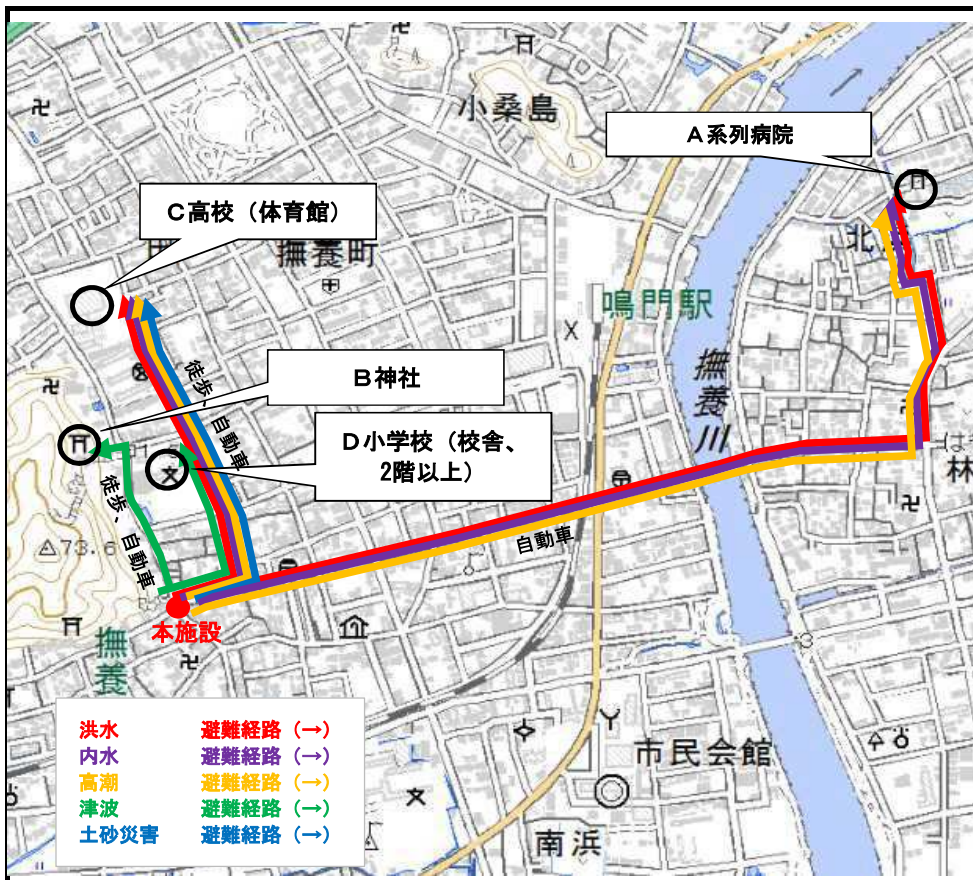 小桑島
A系列病院
C高校（体育館）
撫養町
鳴門駅
撫養川
徒歩、自動車
B神社
D小学校（校舎、
2階以上）
徒歩、自動車
73.6
自動車
林
本施設
撫養
市民会館
南浜
洪水 避難経路（→）
内水 避難経路（→）
高潮 避難経路（→）
津波 避難経路（→）
土砂災害 避難経路（→）